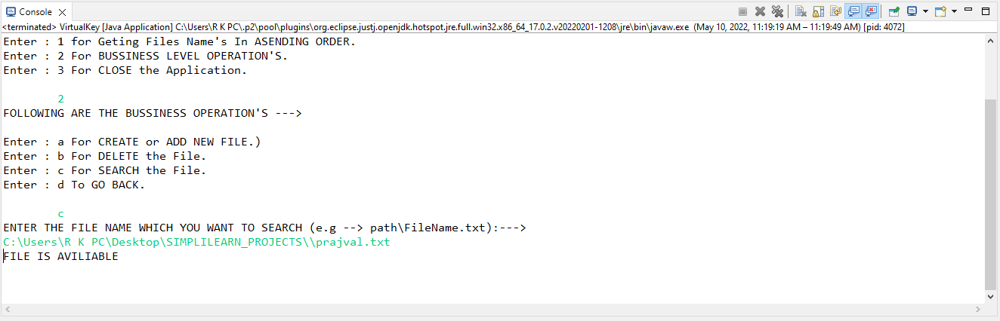 Console
<terminated> VirtualKey [Java Application] C:\Users\R K PC\.p2\pool\plugins\org.eclipse.justj.openjdk.hotspot.jre.full.win32.x86_64_17.0.2.v20220201-1208\jre\bin\javaw.exe (May 10, 2022, 11:19:19 AM – 11:19:49 AM) [pid: 4072]
Enter : 1 for Geting Files Name's In ASENDING ORDER.
Enter : 2 For BUSSINESS LEVEL OPERATION'S.
Enter : 3 For CLOSE the Application.
2
FOLLOWING ARE THE BUSSINESS OPERATION'S --->
Enter : a For CREATE or ADD NEW FILE.)
Enter : b For DELETE the File.
Enter : c For SEARCH the File.
Enter : d To GO BACK.
c
ENTER THE FILE NAME WHICH YOU WANT TO SEARCH (e.g --> path\FileName.txt):--->
C:\Users\R K PC\Desktop\SIMPLILEARN_PROJECTS\\prajval.txt
FILE IS AVILIABLE